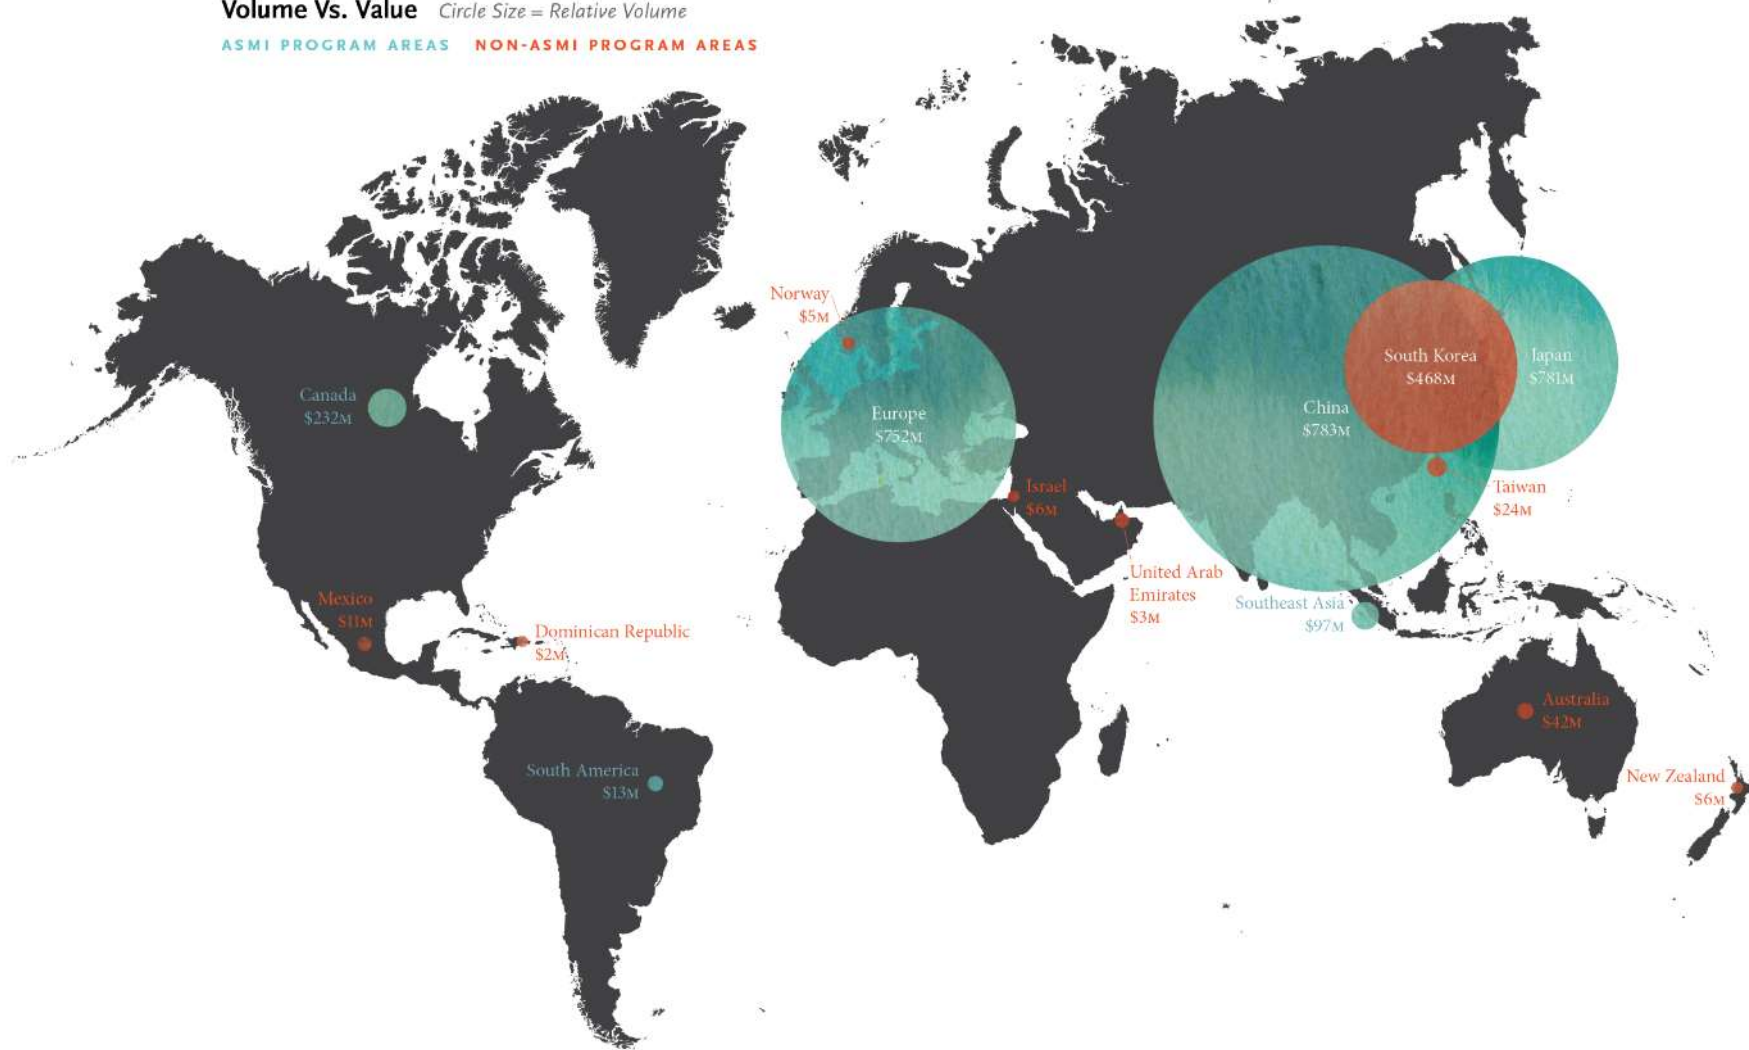 Volume Vs. Value Circle Size = Relative Volume
ASMI PROGRAM AREAS NON-ASMI PROGRAM AREAS
Norway
$5M
Canada
$232M
Europe
$752M
South Korea
$468M
Japan
$781M
China
$783M
Israel
$6M
Taiwan
$24M
United Arab
Emirates
$3M
Southeast Asia
$97M
Mexico
$11M
Dominican Republic
$2M
Australia
$42M
South America
$13M
New Zealand
$6M